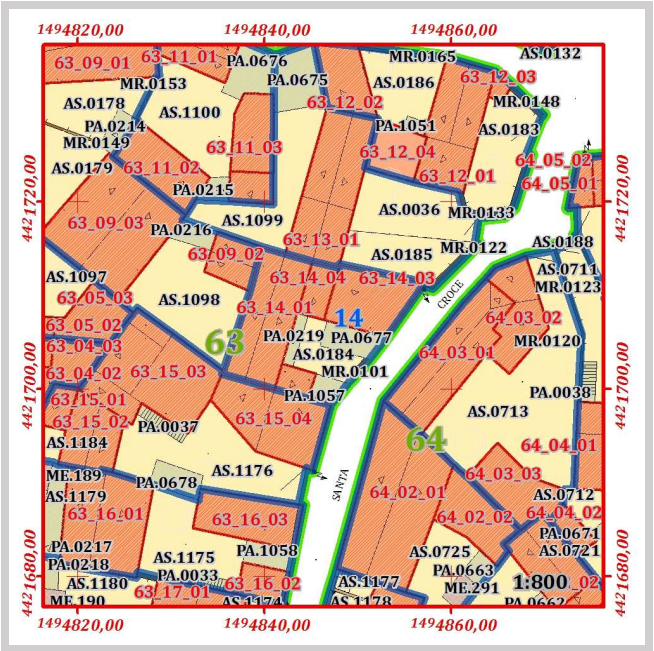 1494820,00 1494840,00 1494860,00
MR.0165 AS.0132
63_09_01 63_11_01 PA.0676
MR.0153 PA.0675 AS.0186 63_12_03
AS.0178 AS.1100 63_12_02 MR.0148
PA.0214 PA.1051 AS.0183
MR.0149 63_11_03 63_12_04
AS.0179 63_11_02 64_05_02
PA.0215 63_12_01 64_05_01
4421720,00 4421720,00
63_09_03 AS.1099 AS.0036 MR.0133
PA.0216 63_13_01 MR.0122 AS.0188
63_09_02 AS.0185
AS.1097 63_14_04 63_14_03 AS.0711
63_05_03 AS.1098 CROCE MR.0123
63_05_02 63_14_01 14 64_03_02
63_04_03 63 PA.0219 PA.0677 MR.0120
AS.0184 64_03_01
63_04_02 63_15_03 MR.0101
4421700,00 4421700,00
63_15_01 PA.1057 PA.0038
63_15_02 PA.0037 63_15_04 AS.0713
AS.1184 64 64_04_01
ME.189 AS.1176 64_03_03
PA.0678 SANTA
AS.1179 64_02_01 AS.0712
63_16_01 63_16_03 64_02_02 64_04_02
PA.0217 PA.1058 PA.0671
PA.0218 AS.1175 AS.0725 AS.0721
PA.0033 PA.0663
AS.1180 63_16_02 AS.1177 ME.291 1:800 _02
63_17_01
ME.190 AS.1174 AS.1178 PA.0662
4421680,00 4421680,00
1494820,00 1494840,00 1494860,00